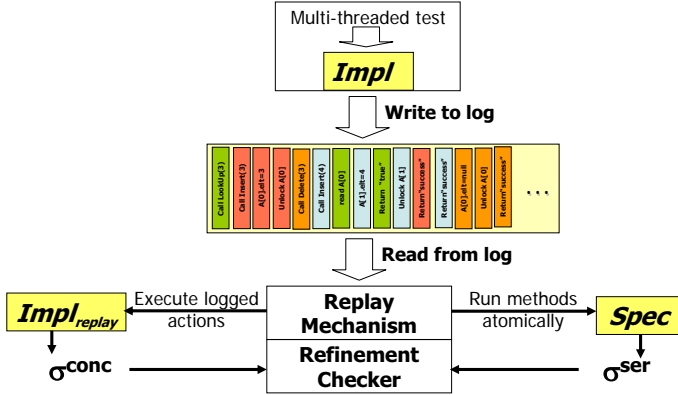 Multi-threaded test
Impl
Write to log
Call LookUp(3)
Call Insert(3)
A[0].elt=3
Unlock A[0]
Call Delete(3)
Call Insert(4)
read A[0]
A[1].elt=4
Return "true"
Unlock A[1]
Return"success"
Return"success"
A[0].elt=null
Unlock A[0]
Return"success"
...
Read from log
Implreplay
Execute logged
actions
Replay
Mechanism
Run methods
atomically
Spec
σconc
Refinement
Checker
σser